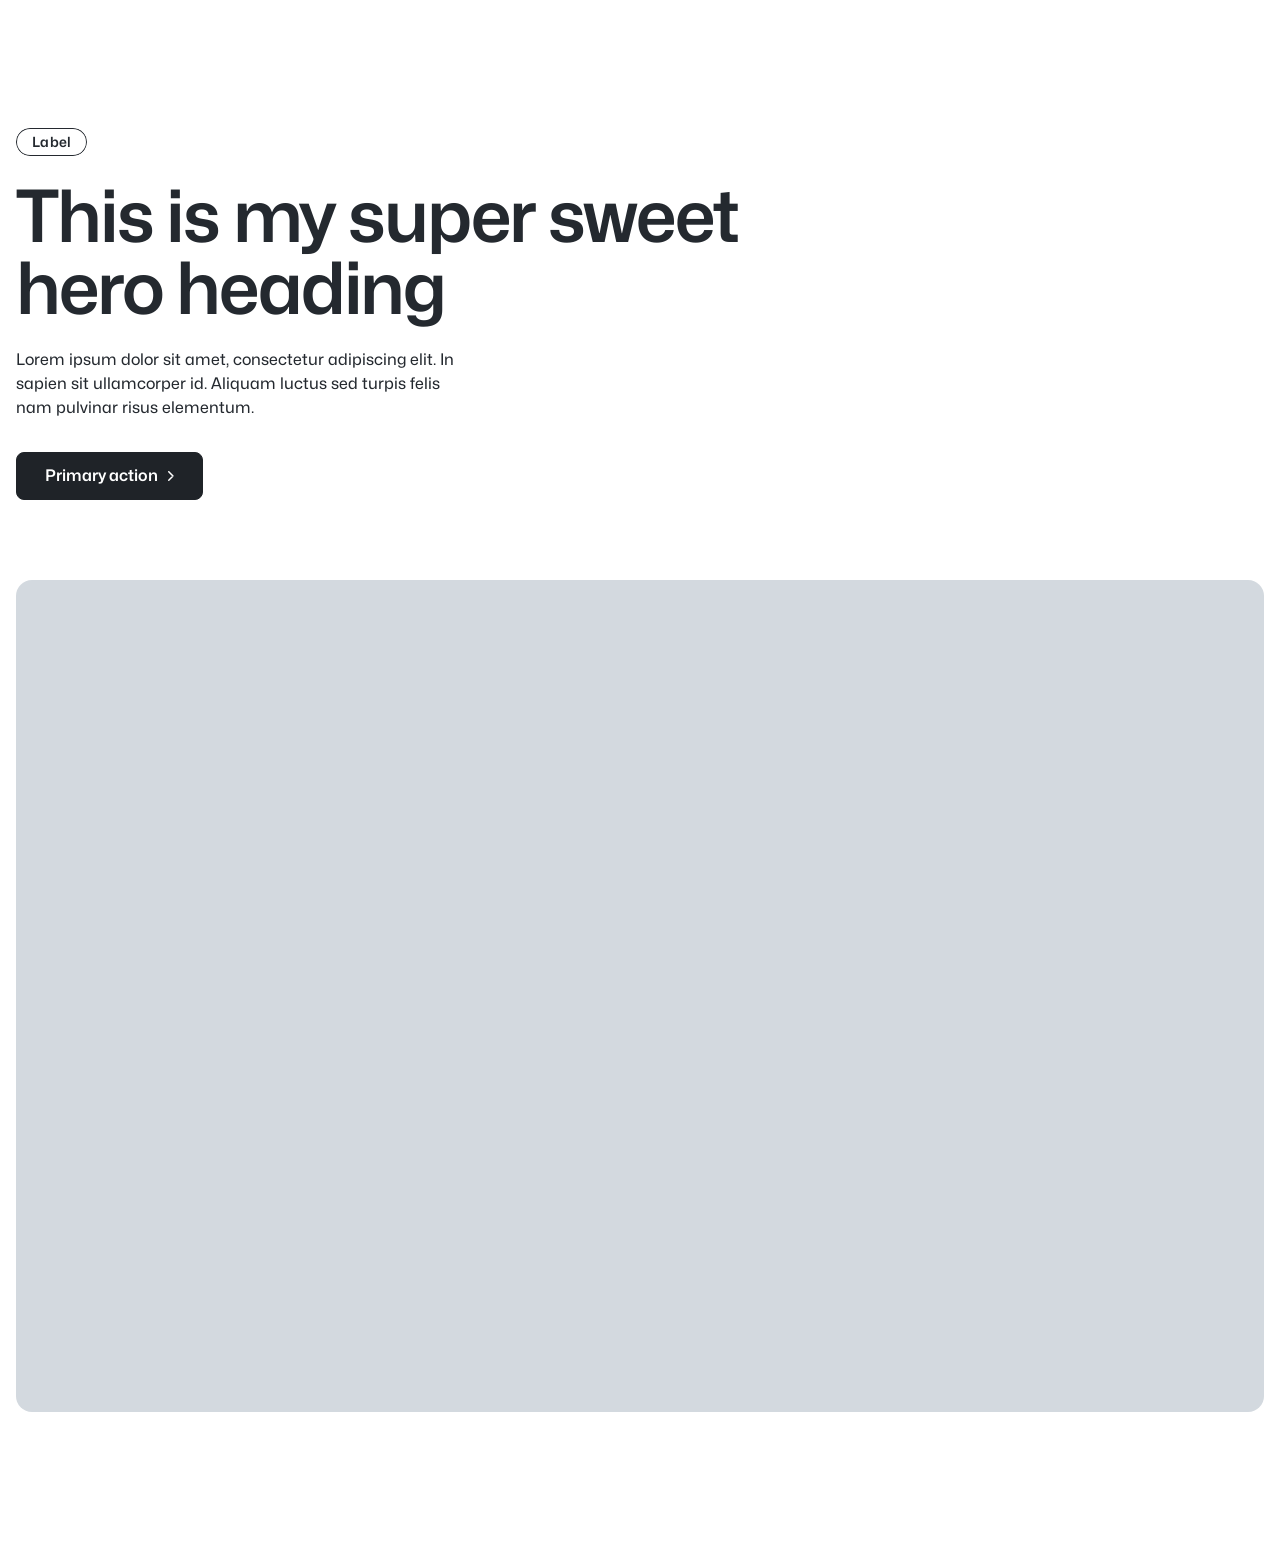 Label
This is my super sweet
hero heading
Lorem ipsum dolor sit amet, consectetur adipiscing elit. In
sapien sit ullamcorper id. Aliquam luctus sed turpis felis
nam pulvinar risus elementum.
Primary action